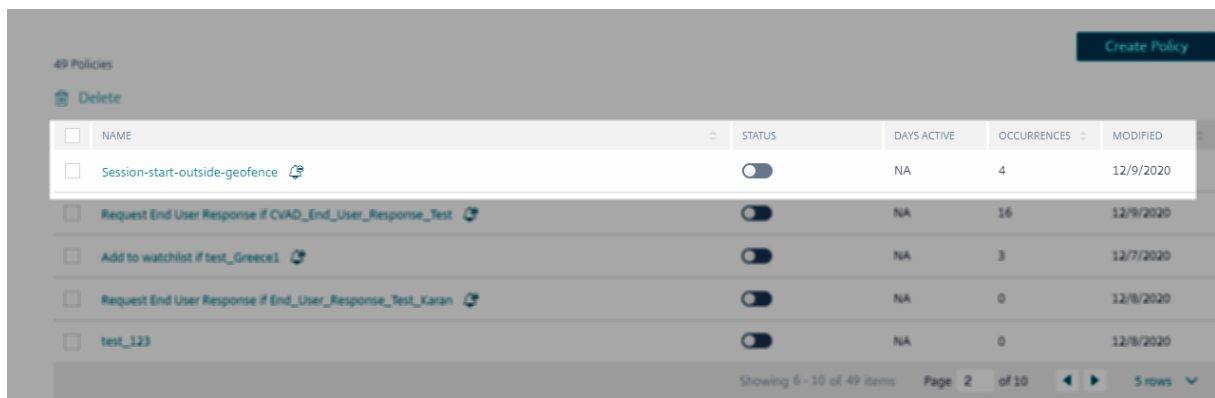 Create Policy
49 Policies
Delete
NAME STATUS DAYS ACTIVE OCCURRENCES MODIFIED
Session-start-outside-geofence NA 4 12/9/2020
Request End User Response if CVAD_End_User_Response_Test NA 16 12/9/2020
Add to watchlist if test_Greece1 NA 3 12/7/2020
Request End User Response if End_User_Response_Test_Karan NA 0 12/8/2020
test_123 NA 0 12/8/2020
Showing 6 - 10 of 49 items Page 2 of 10 5 rows